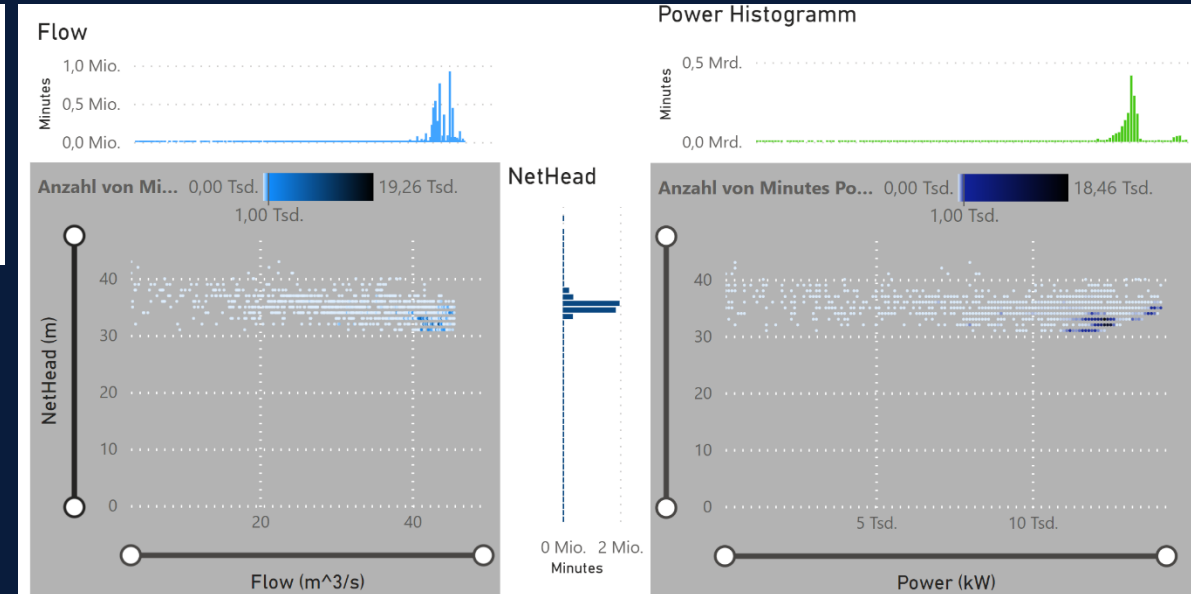 Flow
1,0 Mio.
0,5 Mio.
0,0 Mio.
Minutes
Anzahl von Mi... 0,00 Tsd. 19,26 Tsd.
1,00 Tsd.
40
30
20
10
0
NetHead (m)
20 40
Flow (m^3/s)
NetHead
0 Mio. 2 Mio.
Minutes
Power Histogramm
0,5 Mrd.
0,0 Mrd.
Minutes
Anzahl von Minutes Po... 0,00 Tsd. 18,46 Tsd.
1,00 Tsd.
40
30
20
10
0
5 Tsd. 10 Tsd.
Power (kW)